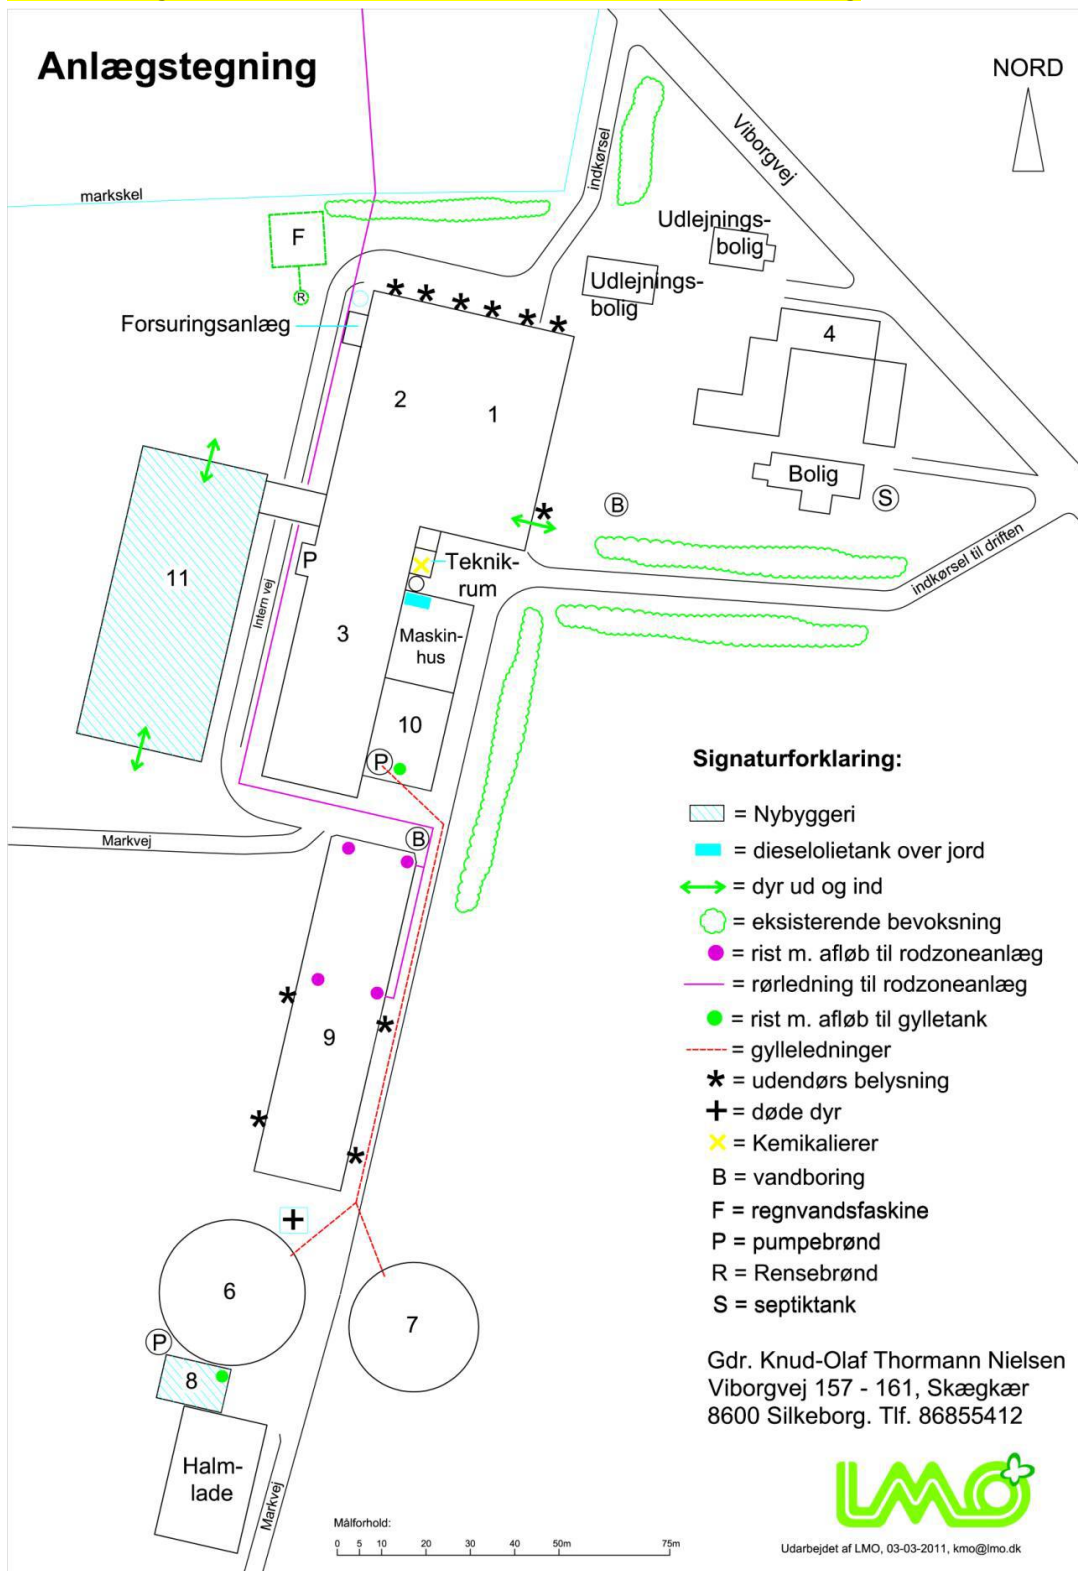 Anlægstegning
NORD
Viborgvej
indkørsel
markskel
F
R
Udlejnings-
bolig
Udlejnings-
bolig
Forsuringsanlæg
4
2
1
Bolig
S
B
11
P
Teknik-
rum
indkørsel til driften
Intern vej
3
Maskin-
hus
10
P
Markvej
B
9
6
7
P
8
Halm-
lade
Markvej
Signaturforklaring:
= Nybyggeri
= dieselolietank over jord
= dyr ud og ind
= eksisterende bevoksning
= rist m. afløb til rodzoneanlæg
= rørledning til rodzoneanlæg
= rist m. afløb til gylletank
= gylleledninger
= udendørs belysning
= døde dyr
= Kemikalierer
B = vandboring
F = regnvandsfaskine
P = pumpebrønd
R = Rensebrønd
S = septiktank
Gdr. Knud-Olaf Thormann Nielsen
Viborgvej 157 - 161, Skægkær
8600 Silkeborg. Tlf. 86855412
LMO
Målforhold:
0 5 10 20 30 40 50m 75m
Udarbejdet af LMO, 03-03-2011, kmo@lmo.dk